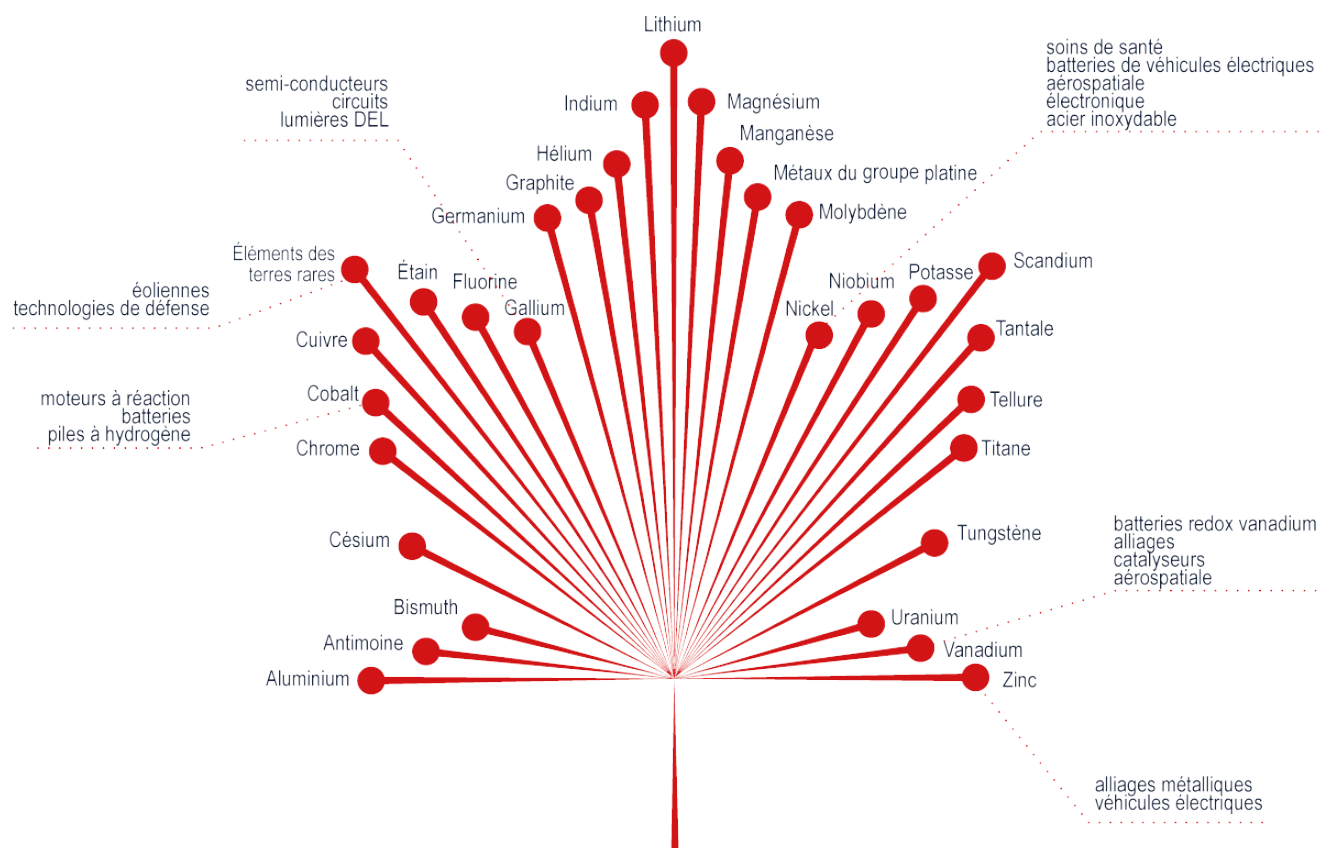 Lithium
soins de santé
batteries de véhicules électriques
aérospatiale
électronique
acier inoxydable
semi-conducteurs
circuits
lumières DEL
Indium
Magnésium
Manganèse
Hélium
Métaux du groupe platine
Graphite
Germanium
Molybdène
Éléments des
terres rares
Étain
Fluorine
Gallium
Nickel
Niobium
Potasse
Scandium
éoliennes
technologies de défense
Cuivre
Tantale
moteurs à réaction
batteries
piles à hydrogène
Cobalt
Tellure
Chrome
Titane
Césium
Tungstène
batteries redox vanadium
alliages
catalyseurs
aérospatiale
Bismuth
Uranium
Antimoine
Vanadium
Aluminium
Zinc
alliages métalliques
véhicules électriques